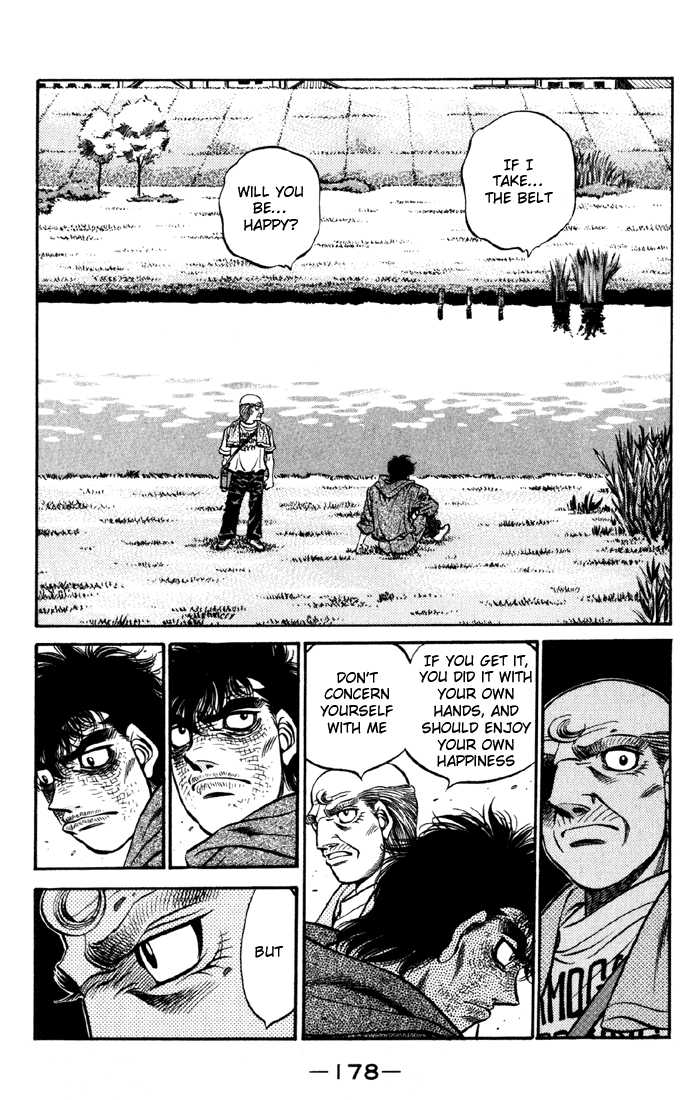 IF I
TAKE...
THE BELT
WILL YOU
BE...
HAPPY?
IF YOU GET IT,
YOU DID IT WITH
YOUR OWN
HANDS, AND
SHOULD ENJOY
YOUR OWN
HAPPINESS
DON'T
CONCERN
YOURSELF
WITH ME
BUT
—178—